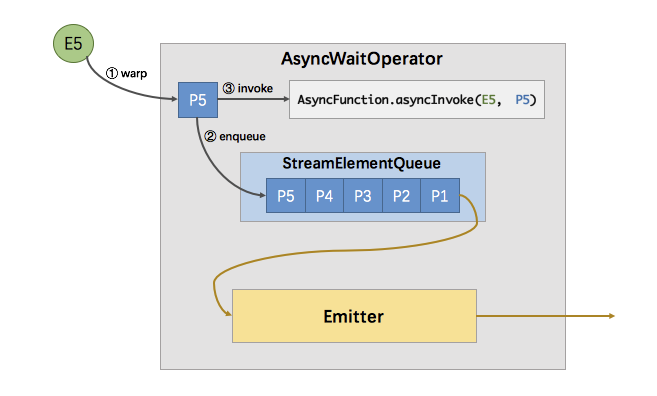 E5
AsyncWaitOperator
① warp
③ invoke
P5
AsyncFunction.asyncInvoke(E5, P5)
② enqueue
StreamElementQueue
P5 P4 P3 P2 P1
Emitter